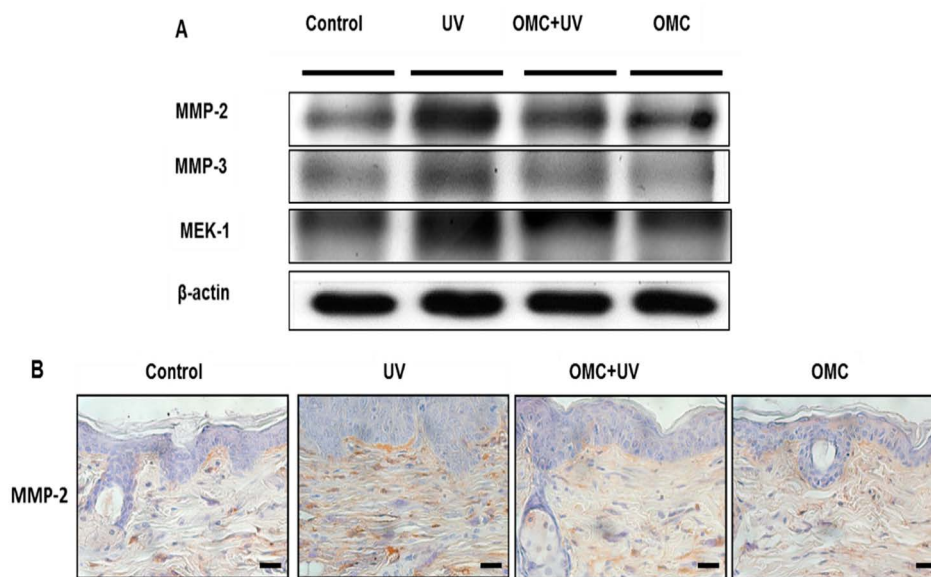 A
Control UV OMC+UV OMC
MMP-2
MMP-3
MEK-1
β-actin
B
Control UV OMC+UV OMC
MMP-2